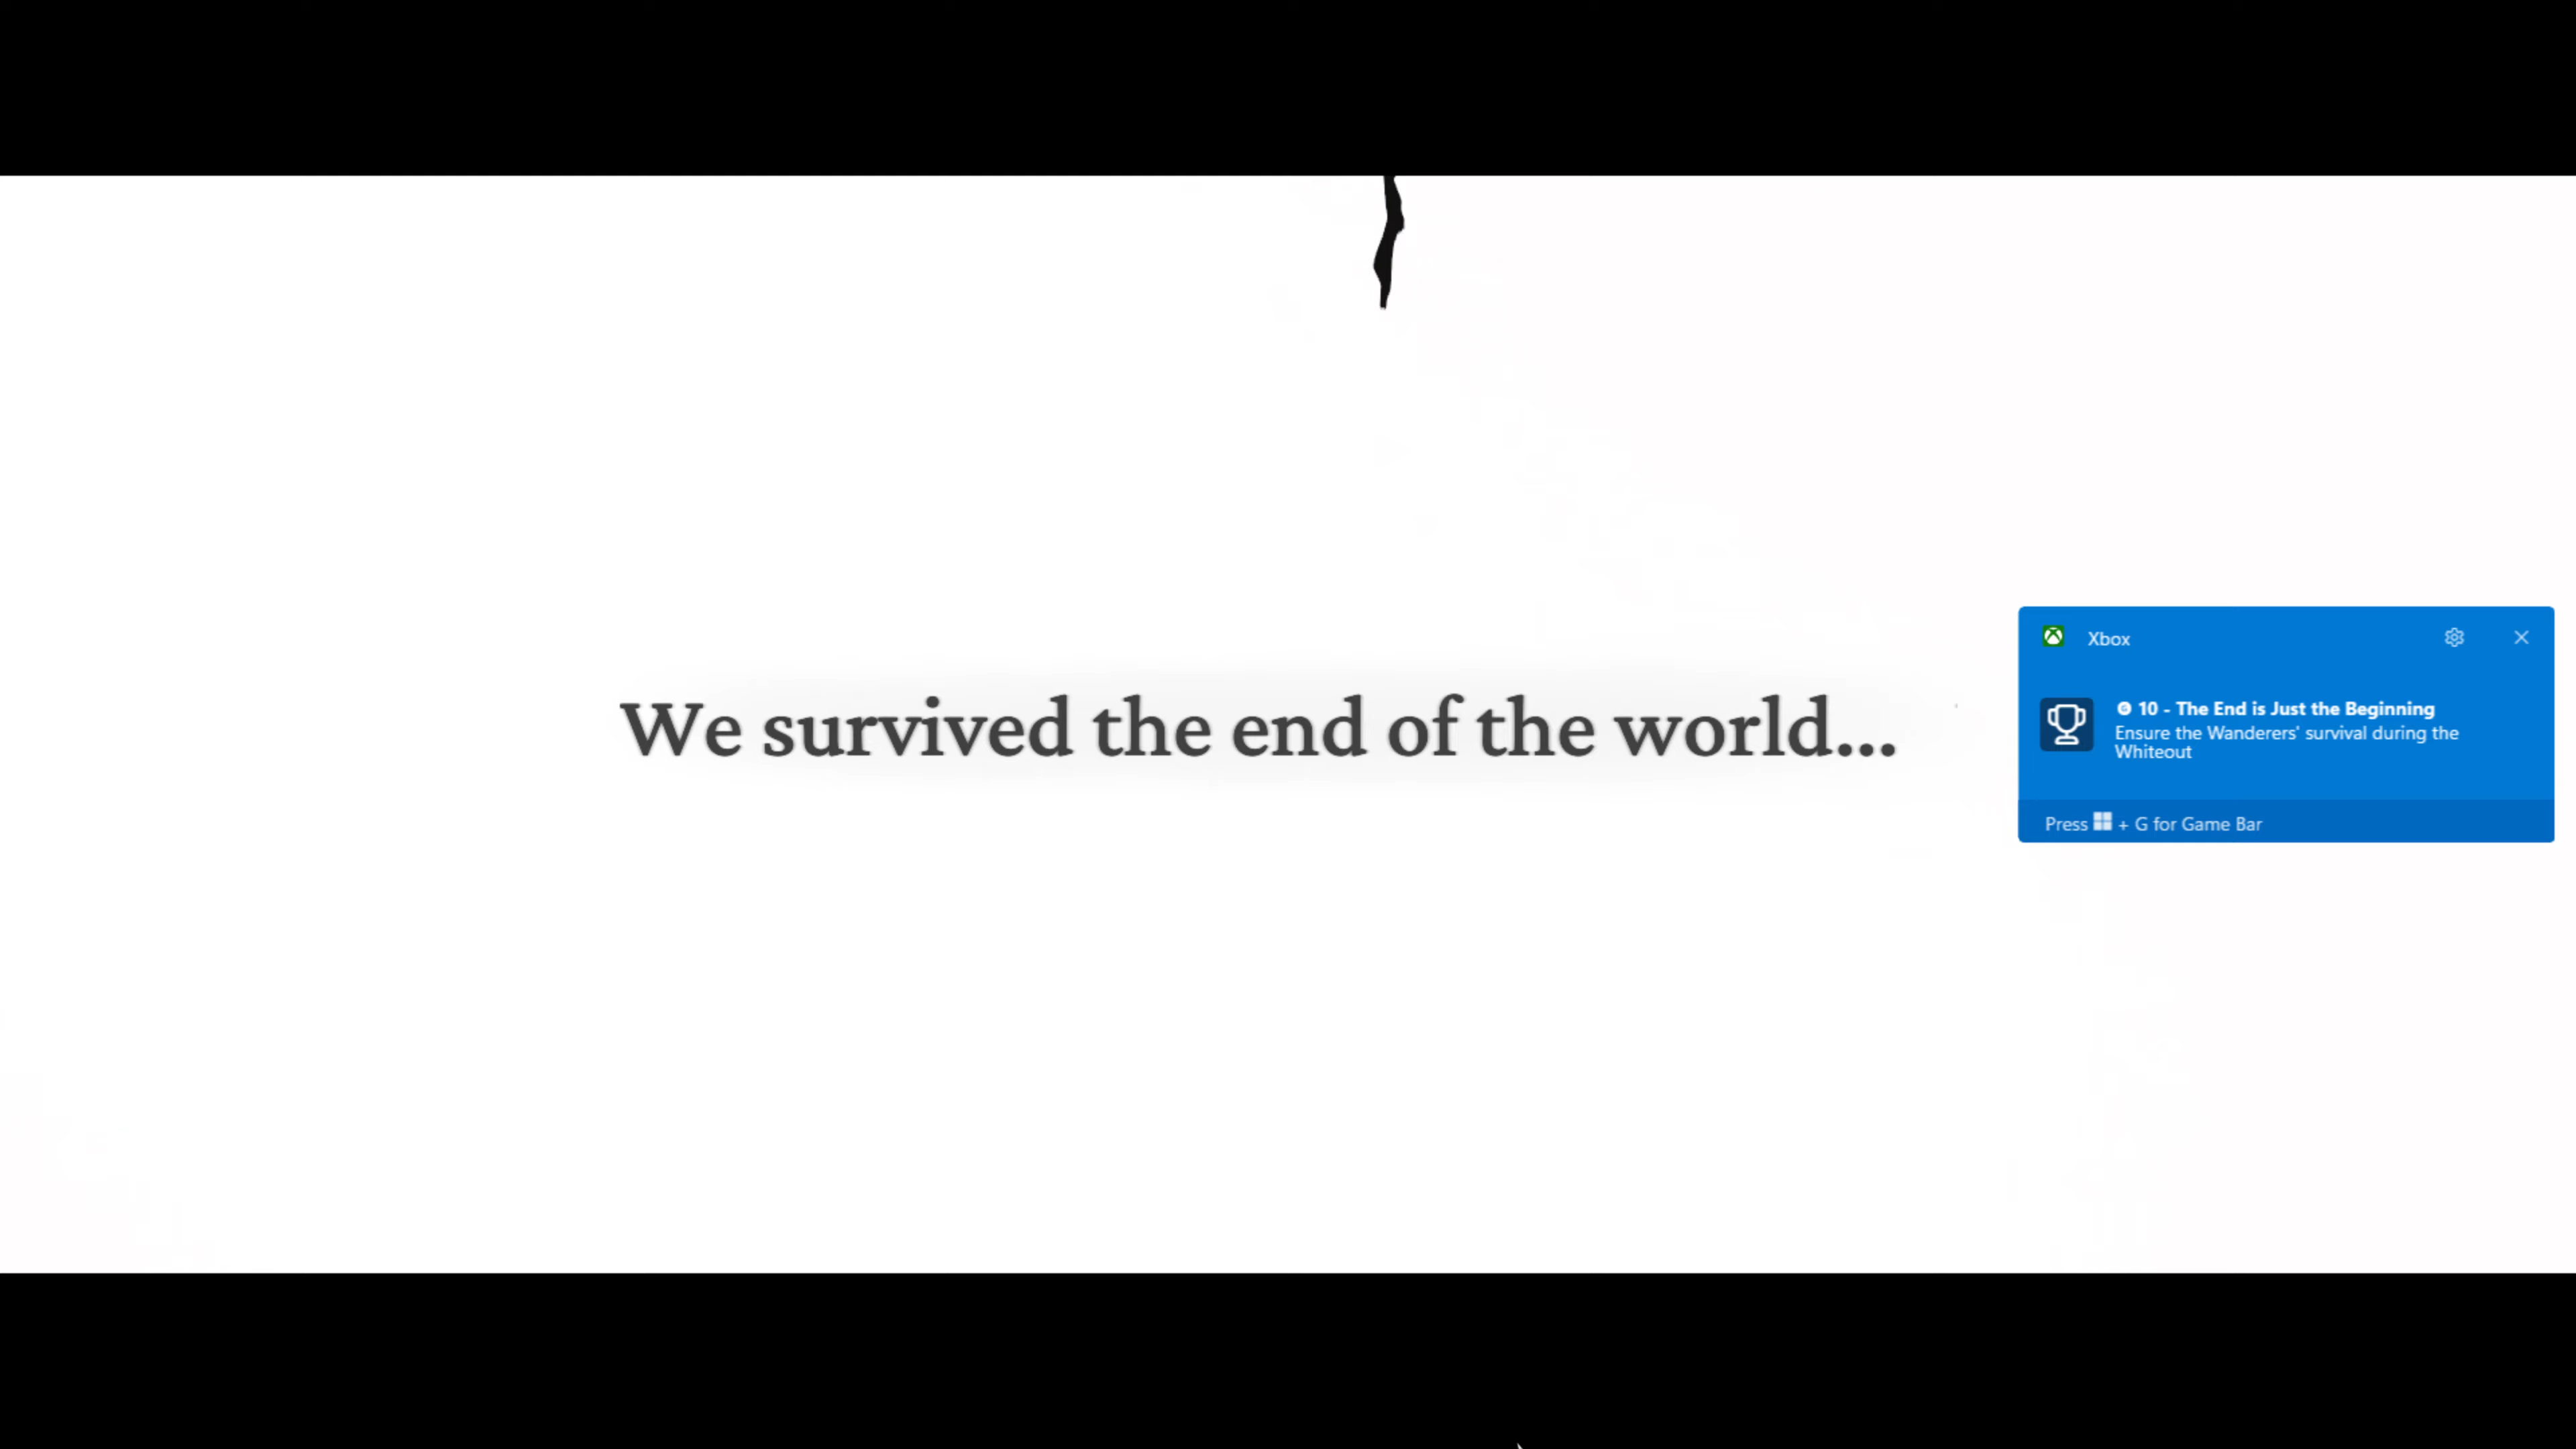 We survived the end of the world...
Xbox
G 10 - The End is Just the Beginning
Ensure the Wanderers' survival during the
Whiteout
Press + G for Game Bar